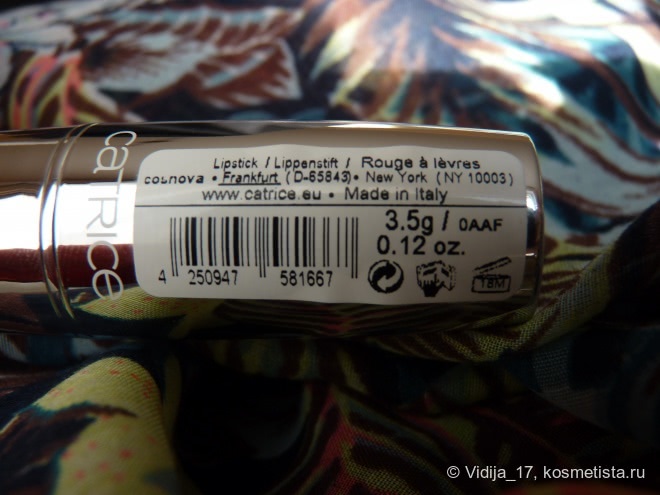 CATRICE
Lipstick / Lippenstift / Rouge à lèvres
cosnova • Frankfurt (D-65843) • New York (NY 10003)
www.catrice.eu • Made in Italy
3.5g / 0AAF
0.12 oz.
4 250947 581667
18M
© Vidija_17, kosmetista.ru